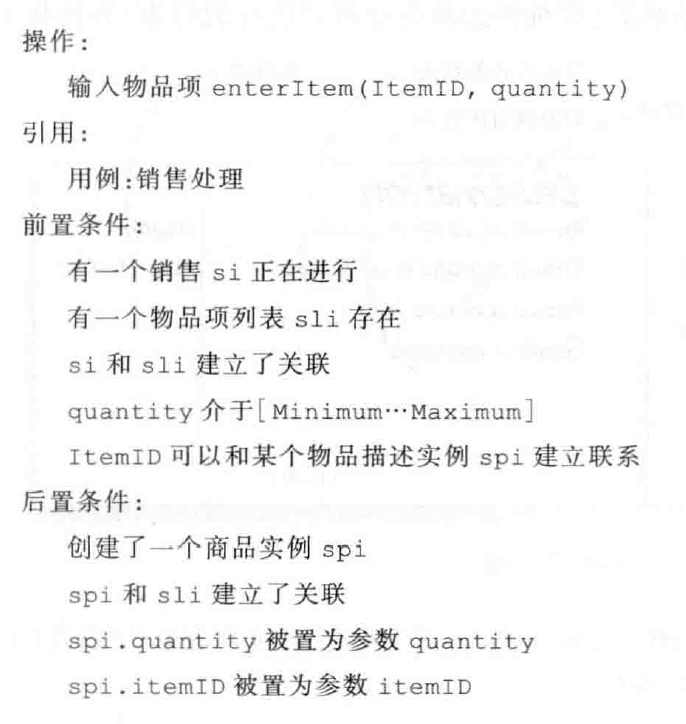 操作:
输入物品项 enterItem(ItemID, quantity)
引用:
用例:销售处理
前置条件:
有一个销售 si 正在进行
有一个物品项列表 sli 存在
si 和 sli 建立了关联
quantity 介于[Minimum…Maximum]
ItemID 可以和某个物品描述实例 spi 建立联系
后置条件:
创建了一个商品实例 spi
spi 和 sli 建立了关联
spi.quantity 被置为参数 quantity
spi.itemID 被置为参数 itemID